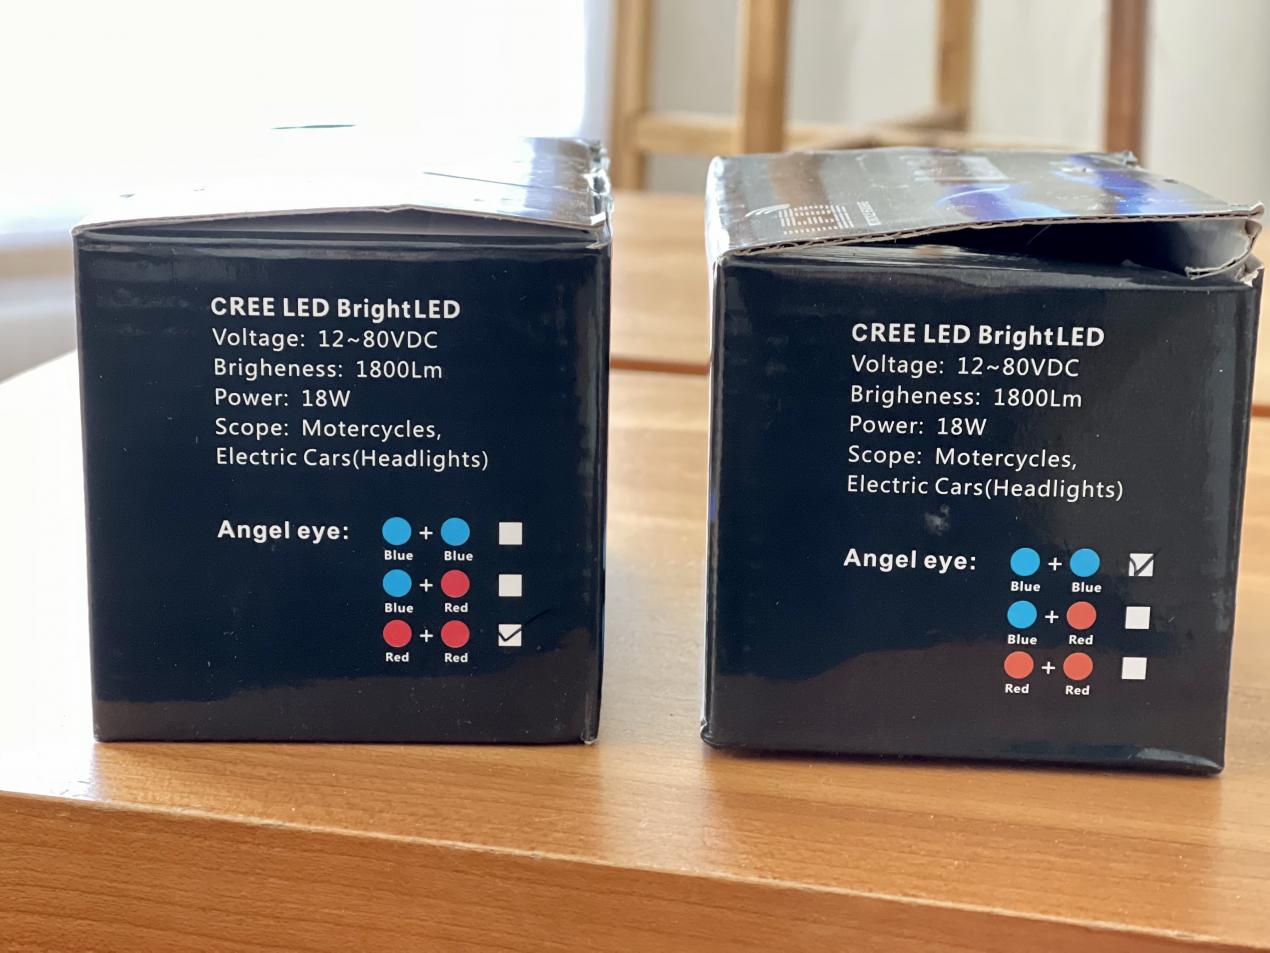 CREE LED BrightLED
Voltage: 12~80VDC
Brigheness: 1800Lm
Power: 18W
Scope: Motercycles,
Electric Cars(Headlights)
Angel eye:
+
Blue Blue
+
Blue Red
+
Red Red
CREE LED BrightLED
Voltage: 12~80VDC
Brigheness: 1800Lm
Power: 18W
Scope: Motercycles,
Electric Cars(Headlights)
Angel eye:
+
Blue Blue
+
Blue Red
+
Red Red